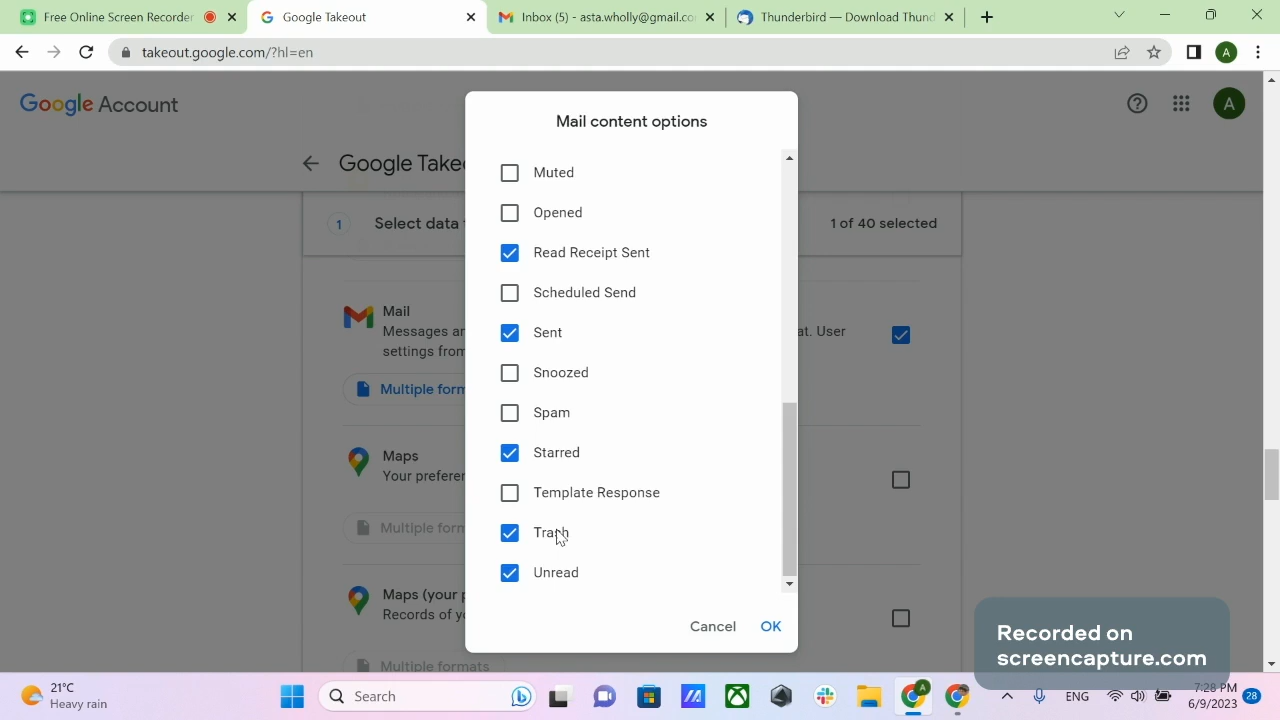 Free Online Screen Recorder
Google Takeout
Inbox (5) - asta.wholly@gmail.co
Thunderbird — Download Thund
takeout.google.com/?hl=en
A
Google Account
A
Google Take
Mail content options
Muted
1 Select data
1 of 40 selected
Opened
Read Receipt Sent
Scheduled Send
Mail
Messages an
at. User
settings from
Sent
Multiple form
Snoozed
Spam
Maps
Your preferen
Starred
Template Response
Multiple form
Trash
Unread
Maps (your p
Records of yo
Cancel
OK
Multiple formats
Recorded on
screencapture.com
21°C
Heavy rain
Search
A
ENG
7:28 PM
6/9/2023
28